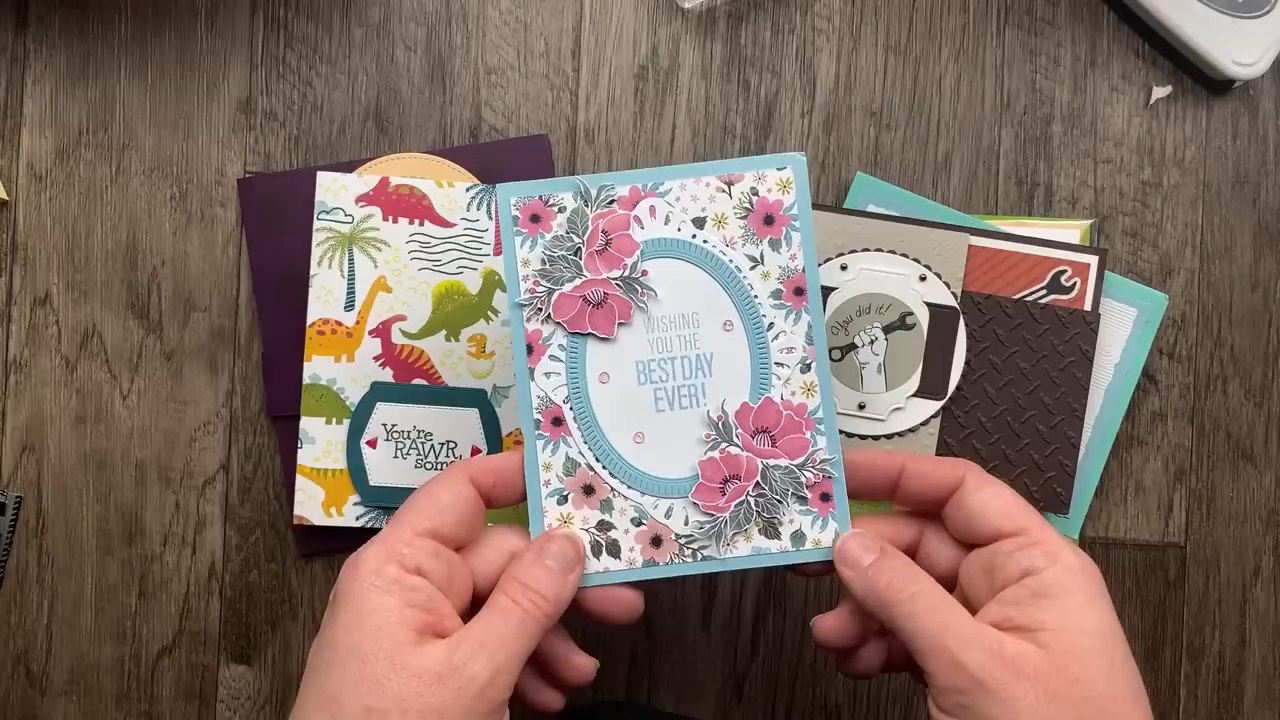 You're
RAWR
some
WISHING
YOU THE
BEST DAY
EVER!
You did it!